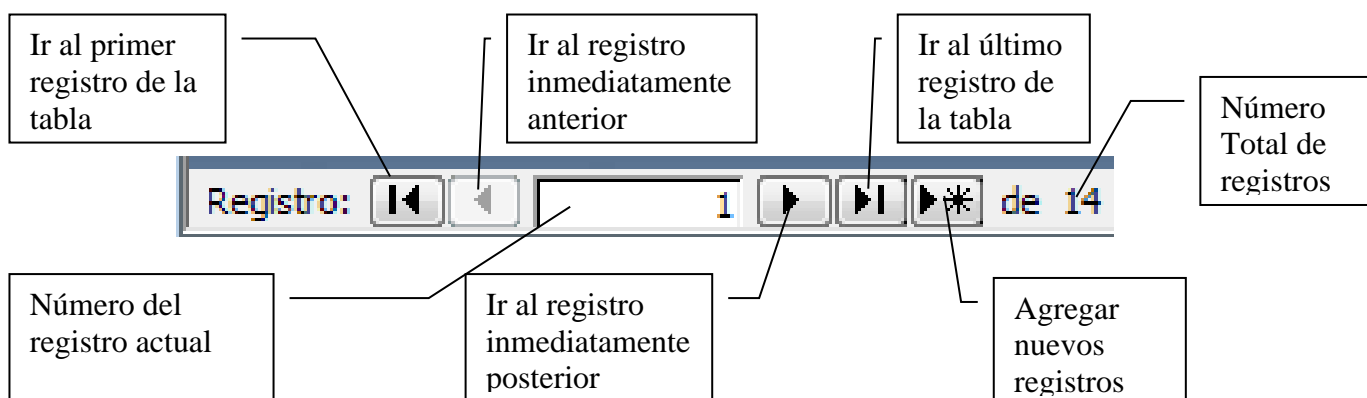 Ir al primer
registro de la
tabla
Ir al registro
inmediatamente
anterior
Ir al último
registro de
la tabla
Número
Total de
registros
Registro: 1 de 14
Número del
registro actual
Ir al registro
inmediatamente
posterior
Agregar
nuevos
registros